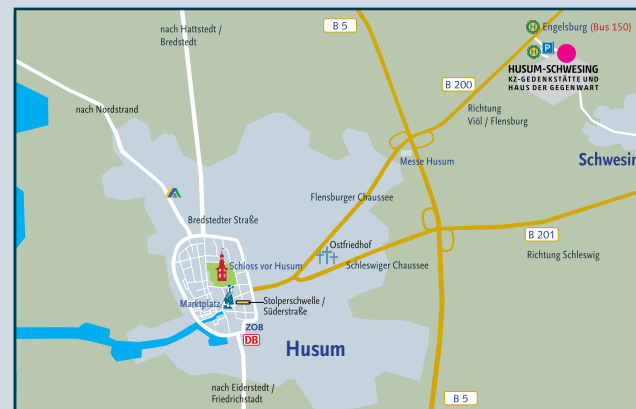 nach Hattstedt /
Bredstedt
B 5
Engelsburg (Bus 150)
H
H
P
HUSUM-SCHWESING
KZ-GEDENKSTÄTTE UND
HAUS DER GEGENWART
B 200
nach Nordstrand
Richtung
Viöl / Flensburg
Messe Husum
Schwesin
Flensburger Chaussee
Bredstedter Straße
B 201
Ostfriedhof
Richtung Schleswig
Schloss vor Husum
Schleswiger Chaussee
Marktplatz
Stolperschwelle /
Süderstraße
ZOB
DB
Husum
nach Eiderstedt /
Friedrichstadt
B 5